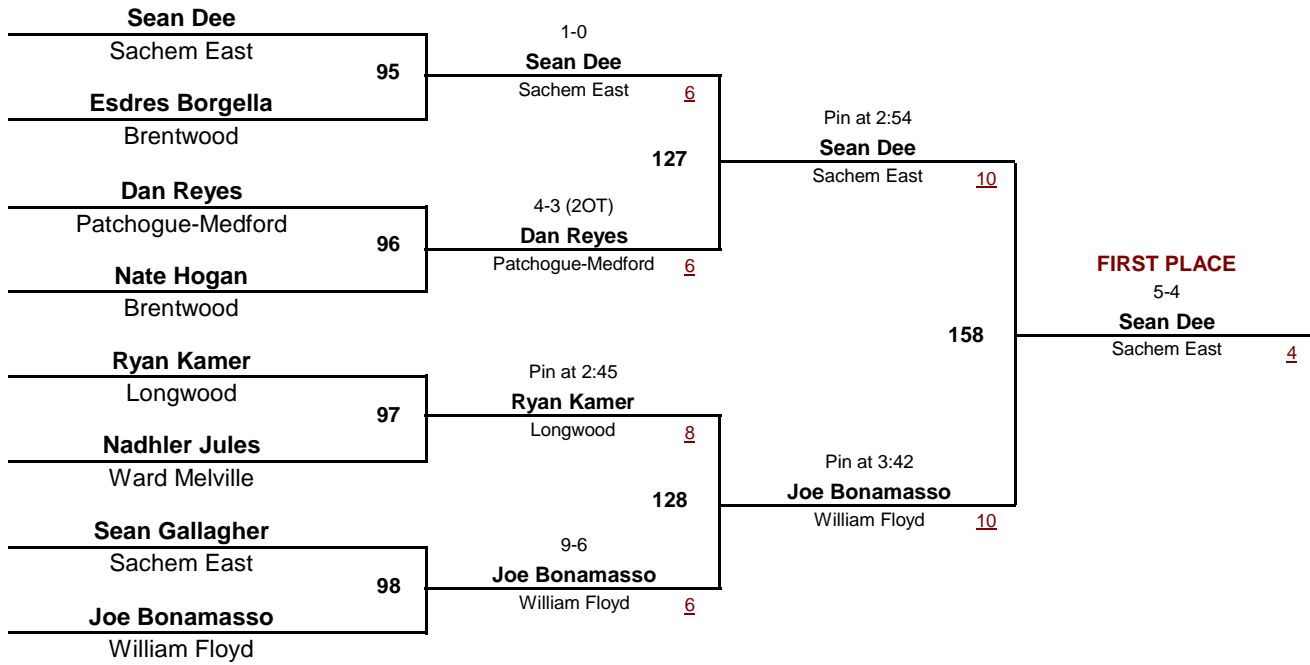 Sean Dee
Sachem East
95
Esdres Borgella
Brentwood
Dan Reyes
Patchogue-Medford
96
Nate Hogan
Brentwood
Ryan Kamer
Longwood
97
Nadhler Jules
Ward Melville
Sean Gallagher
Sachem East
98
Joe Bonamasso
William Floyd
1-0
Sean Dee
Sachem East 6
127
4-3 (2OT)
Dan Reyes
Patchogue-Medford 6
Pin at 2:45
Ryan Kamer
Longwood 8
128
9-6
Joe Bonamasso
William Floyd 6
Pin at 2:54
Sean Dee
Sachem East 10
158
Pin at 3:42
Joe Bonamasso
William Floyd 10
FIRST PLACE
5-4
Sean Dee
Sachem East 4